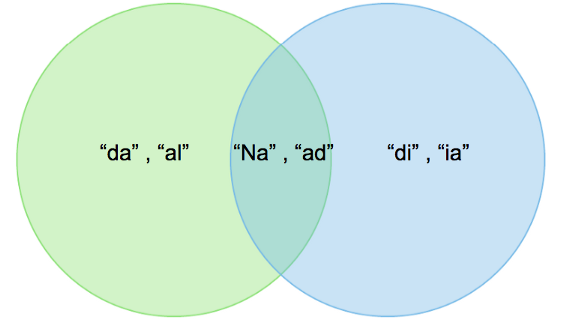 “da” , “al” “Na” , “ad” “di” , “ia”